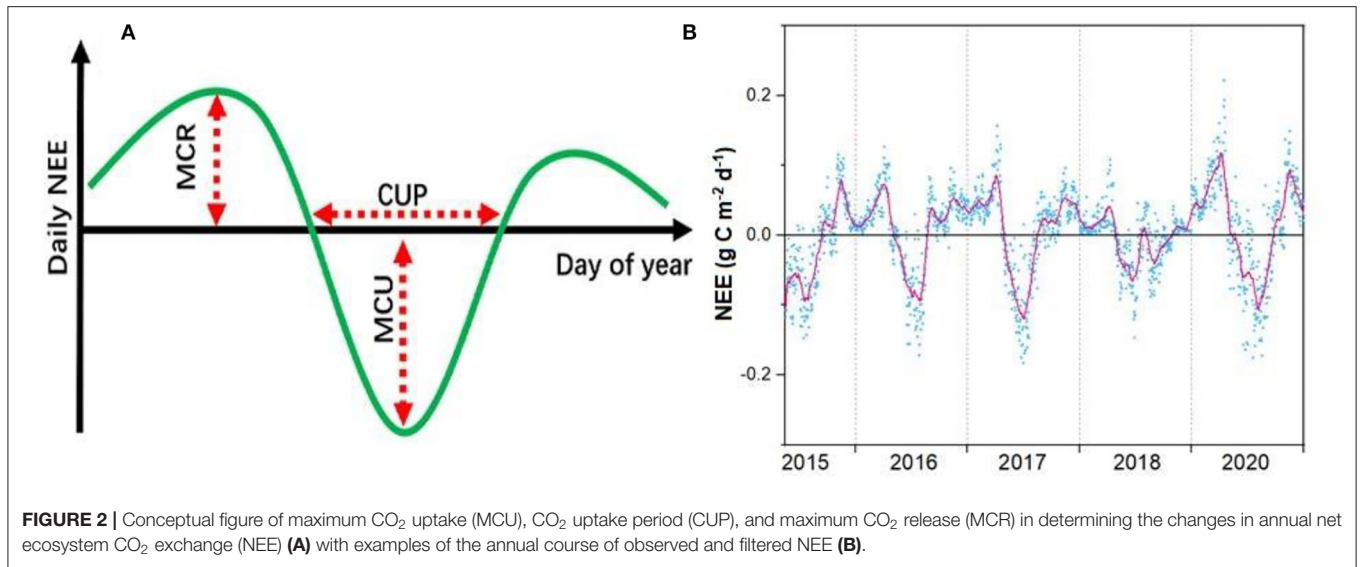 A
Daily NEE
MCR
CUP
MCU
Day of year
B
NEE (g C m⁻² d⁻¹)
0.2
0.0
-0.2
2015 2016 2017 2018 2020
FIGURE 2 | Conceptual figure of maximum CO₂ uptake (MCU), CO₂ uptake period (CUP), and maximum CO₂ release (MCR) in determining the changes in annual net
ecosystem CO₂ exchange (NEE) (A) with examples of the annual course of observed and filtered NEE (B).